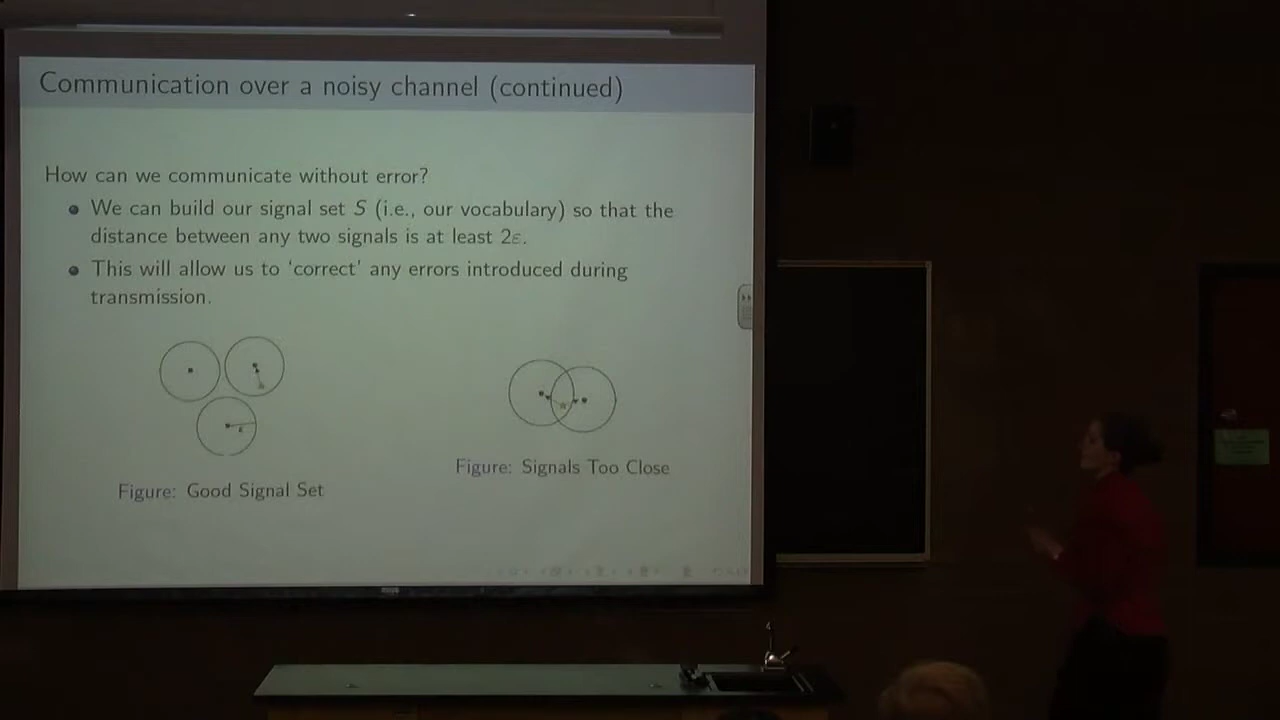 Communication over a noisy channel (continued)
How can we communicate without error?
We can build our signal set S (i.e., our vocabulary) so that the
distance between any two signals is at least 2ε.
This will allow us to 'correct' any errors introduced during
transmission.
ε
Figure: Good Signal Set
Figure: Signals Too Close